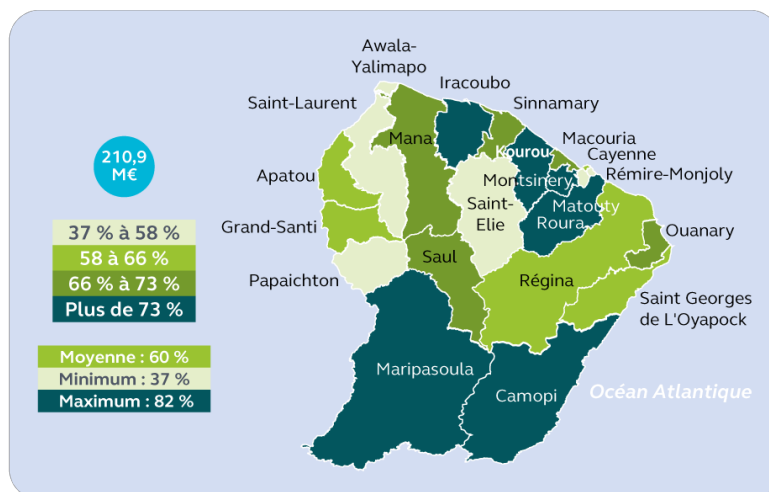 Awala-
Yalimapo
Iracoubo
Saint-Laurent
Sinnamary
Mana
Macouria
Kourou
Cayenne
210,9
M€
Apatou
Montsinery
Rémire-Monjoly
Saint-
Elie
Matouty
Roura
37 % à 58 %
Grand-Santi
Ouanary
58 à 66 %
Papaichton
Saul
Régina
66 % à 73 %
Plus de 73 %
Saint Georges
de L'Oyapock
Moyenne : 60 %
Minimum : 37 %
Maximum : 82 %
Maripasoula
Camopi
Océan Atlantique